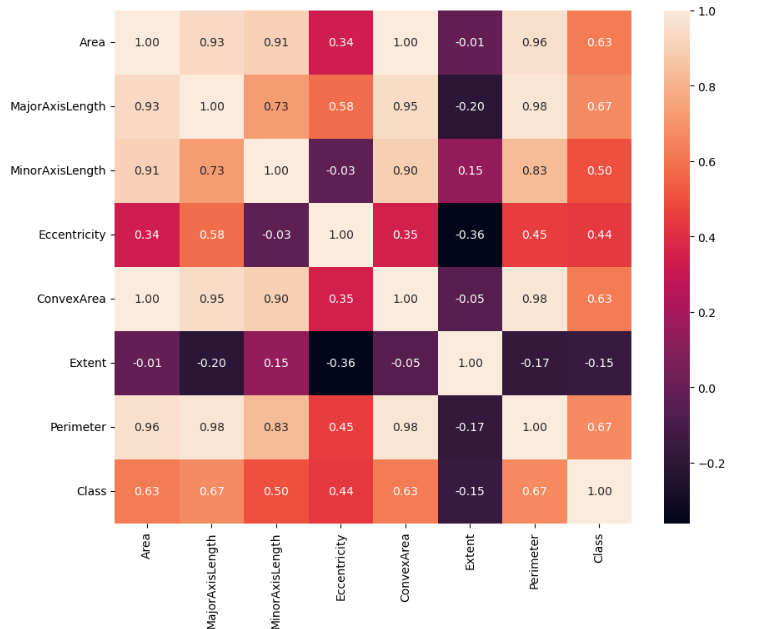 Area 1.00 0.93 0.91 0.34 1.00 -0.01 0.96 0.63
MajorAxisLength 0.93 1.00 0.73 0.58 0.95 -0.20 0.98 0.67
MinorAxisLength 0.91 0.73 1.00 -0.03 0.90 0.15 0.83 0.50
Eccentricity 0.34 0.58 -0.03 1.00 0.35 -0.36 0.45 0.44
ConvexArea 1.00 0.95 0.90 0.35 1.00 -0.05 0.98 0.63
Extent -0.01 -0.20 0.15 -0.36 -0.05 1.00 -0.17 -0.15
Perimeter 0.96 0.98 0.83 0.45 0.98 -0.17 1.00 0.67
Class 0.63 0.67 0.50 0.44 0.63 -0.15 0.67 1.00
Area
MajorAxisLength
MinorAxisLength
Eccentricity
ConvexArea
Extent
Perimeter
Class
1.0
0.8
0.6
0.4
0.2
0.0
−0.2